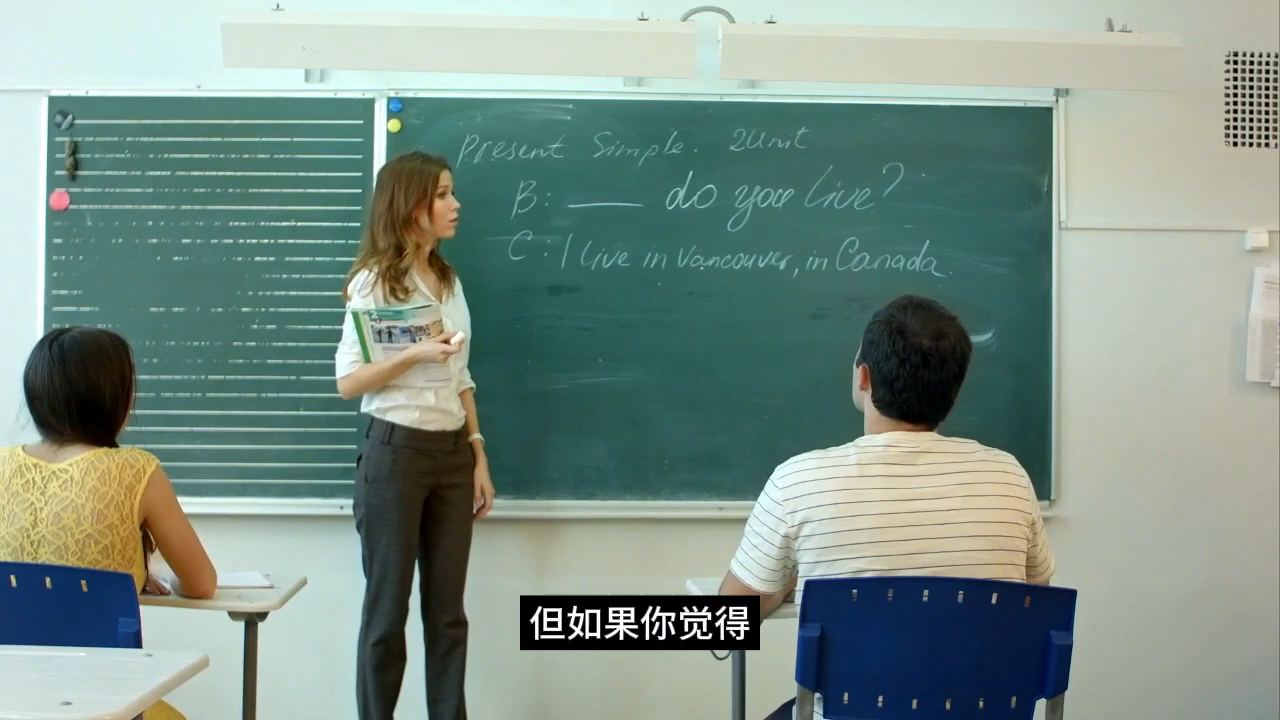 Present Simple. 2Unit
B: ___ do you live?
C: I live in Vancouver, in Canada.
但如果你觉得